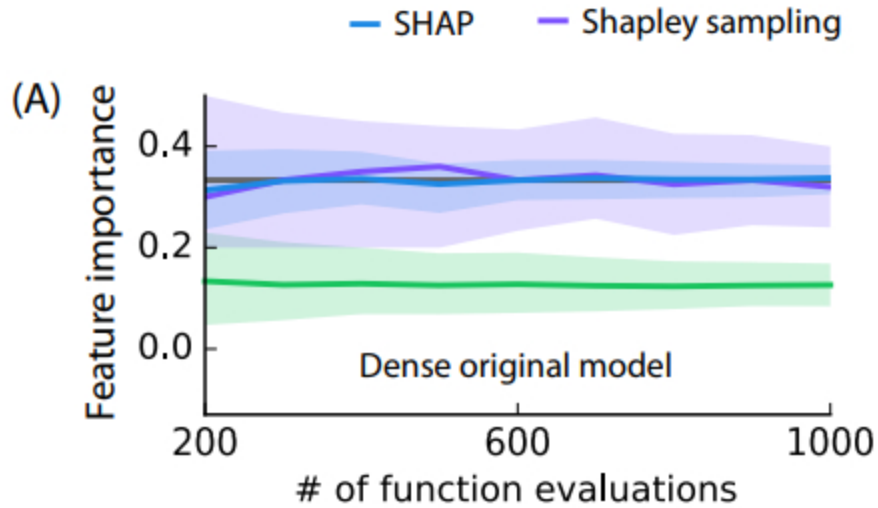 SHAP Shapley sampling
(A)
Feature importance
0.4
0.2
0.0
Dense original model
200 600 1000
# of function evaluations